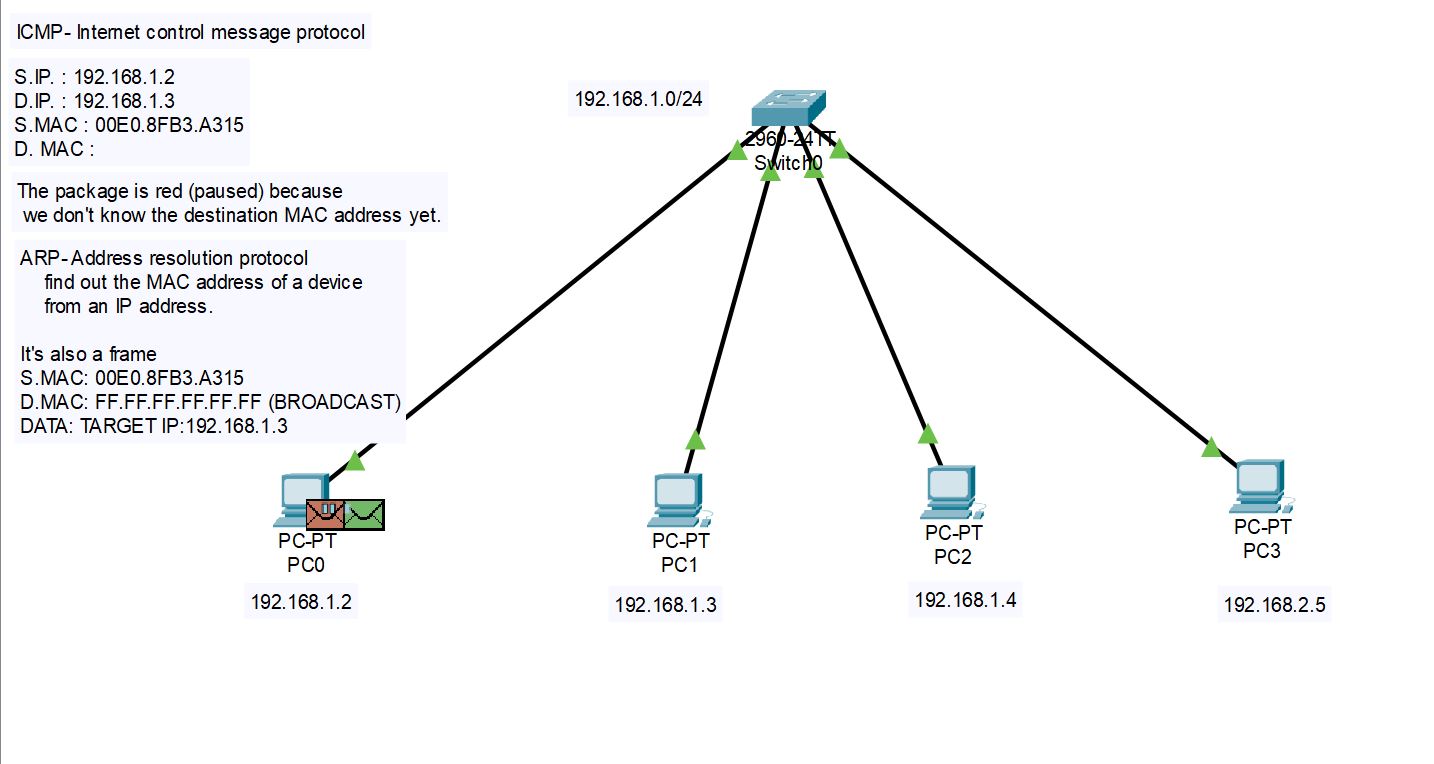 ICMP- Internet control message protocol
S.IP. : 192.168.1.2
D.IP. : 192.168.1.3
S.MAC : 00E0.8FB3.A315
D. MAC :
The package is red (paused) because
we don't know the destination MAC address yet.
ARP- Address resolution protocol
find out the MAC address of a device
from an IP address.
It's also a frame
S.MAC: 00E0.8FB3.A315
D.MAC: FF.FF.FF.FF.FF.FF (BROADCAST)
DATA: TARGET IP:192.168.1.3
192.168.1.0/24
2960-24TT
Switch0
PC-PT
PC0
192.168.1.2
PC-PT
PC1
192.168.1.3
PC-PT
PC2
192.168.1.4
PC-PT
PC3
192.168.2.5